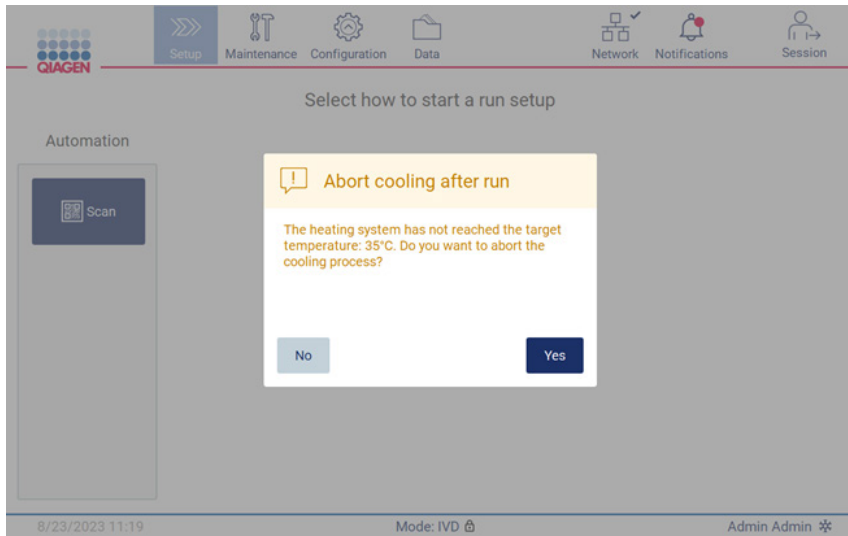 QIAGEN
Setup
Maintenance
Configuration
Data
Network
Notifications
Session
Select how to start a run setup
Automation
Scan
Abort cooling after run
The heating system has not reached the target
temperature: 35°C. Do you want to abort the
cooling process?
No
Yes
8/23/2023 11:19
Mode: IVD
Admin Admin